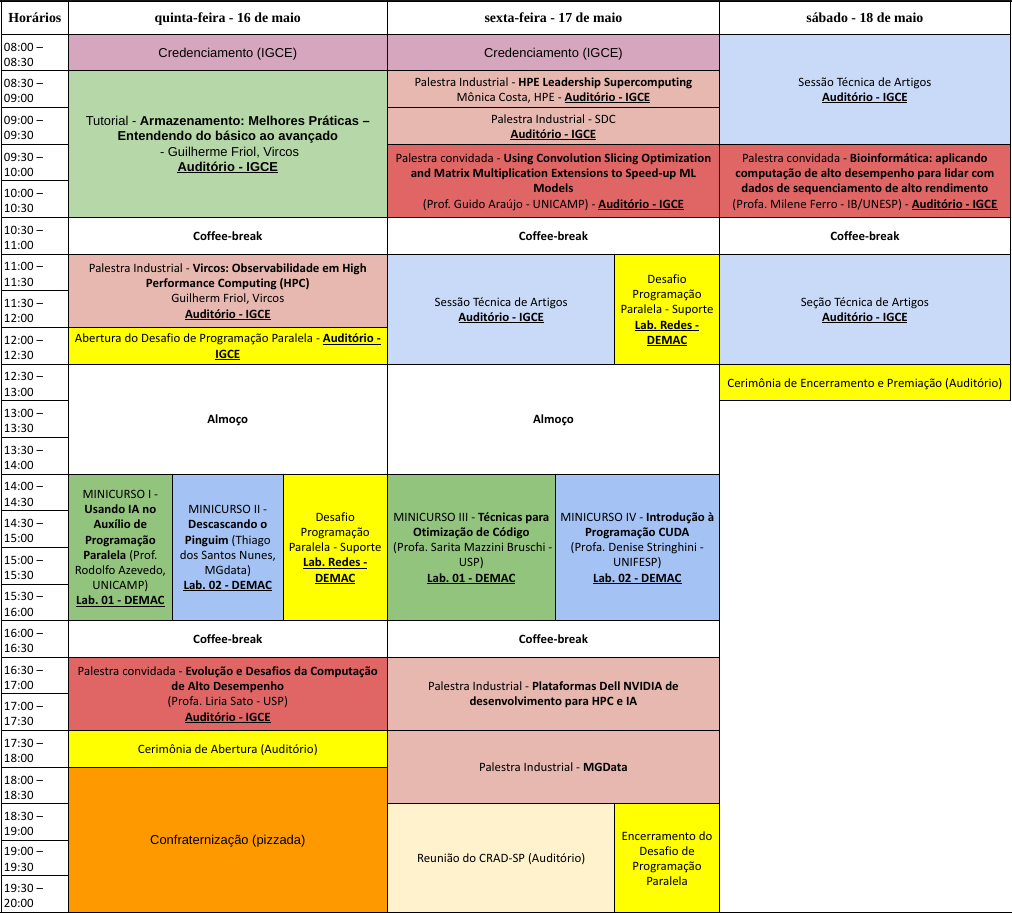 Horários
quinta-feira - 16 de maio
sexta-feira - 17 de maio
sábado - 18 de maio
08:00 –
08:30
Credenciamento (IGCE)
Credenciamento (IGCE)
Sessão Técnica de Artigos
Auditório - IGCE
08:30 –
09:00
Tutorial - Armazenamento: Melhores Práticas –
Entendendo do básico ao avançado
- Guilherme Friol, Vircos
Auditório - IGCE
Palestra Industrial - HPE Leadership Supercomputing
Mônica Costa, HPE - Auditório - IGCE
09:00 –
09:30
Palestra Industrial - SDC
Auditório - IGCE
09:30 –
10:00
Palestra convidada - Using Convolution Slicing Optimization
and Matrix Multiplication Extensions to Speed-up ML
Models
(Prof. Guido Araújo - UNICAMP) - Auditório - IGCE
Palestra convidada - Bioinformática: aplicando
computação de alto desempenho para lidar com
dados de sequenciamento de alto rendimento
(Profa. Milene Ferro - IB/UNESP) - Auditório - IGCE
10:00 –
10:30
10:30 –
11:00
Coffee-break
Coffee-break
Coffee-break
11:00 –
11:30
Palestra Industrial - Vircos: Observabilidade em High
Performance Computing (HPC)
Guilherm Friol, Vircos
Auditório - IGCE
Sessão Técnica de Artigos
Auditório - IGCE
Desafio
Programação
Paralela - Suporte
Lab. Redes -
DEMAC
Seção Técnica de Artigos
Auditório - IGCE
11:30 –
12:00
12:00 –
12:30
Abertura do Desafio de Programação Paralela - Auditório -
IGCE
12:30 –
13:00
Almoço
Almoço
Cerimônia de Encerramento e Premiação (Auditório)
13:00 –
13:30
13:30 –
14:00
14:00 –
14:30
MINICURSO I -
Usando IA no
Auxílio de
Programação
Paralela (Prof.
Rodolfo Azevedo,
UNICAMP)
Lab. 01 - DEMAC
MINICURSO II -
Descascando o
Pinguim (Thiago
dos Santos Nunes,
MGdata)
Lab. 02 - DEMAC
Desafio
Programação
Paralela - Suporte
Lab. Redes -
DEMAC
MINICURSO III - Técnicas para
Otimização de Código
(Profa. Sarita Mazzini Bruschi -
USP)
Lab. 01 - DEMAC
MINICURSO IV - Introdução à
Programação CUDA
(Profa. Denise Stringhini -
UNIFESP)
Lab. 02 - DEMAC
14:30 –
15:00
15:00 –
15:30
15:30 –
16:00
16:00 –
16:30
Coffee-break
Coffee-break
16:30 –
17:00
Palestra convidada - Evolução e Desafios da Computação
de Alto Desempenho
(Profa. Liria Sato - USP)
Auditório - IGCE
Palestra Industrial - Plataformas Dell NVIDIA de
desenvolvimento para HPC e IA
17:00 –
17:30
17:30 –
18:00
Cerimônia de Abertura (Auditório)
Palestra Industrial - MGData
18:00 –
18:30
Confraternização (pizzada)
18:30 –
19:00
Reunião do CRAD-SP (Auditório)
Encerramento do
Desafio de
Programação
Paralela
19:00 –
19:30
19:30 –
20:00